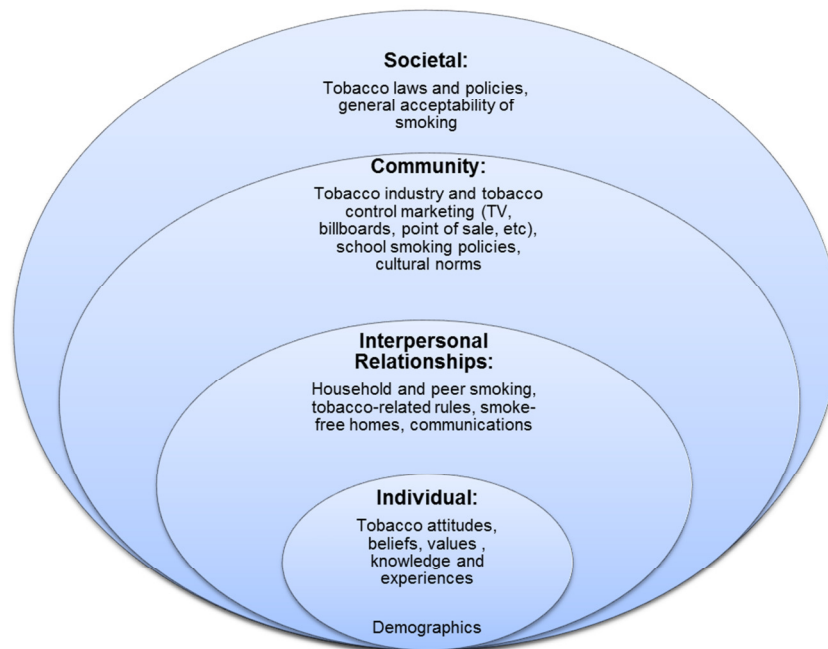 Societal:
Tobacco laws and policies,
general acceptability of
smoking
Community:
Tobacco industry and tobacco
control marketing (TV,
billboards, point of sale, etc),
school smoking policies,
cultural norms
Interpersonal
Relationships:
Household and peer smoking,
tobacco-related rules, smoke-
free homes, communications
Individual:
Tobacco attitudes,
beliefs, values ,
knowledge and
experiences
Demographics